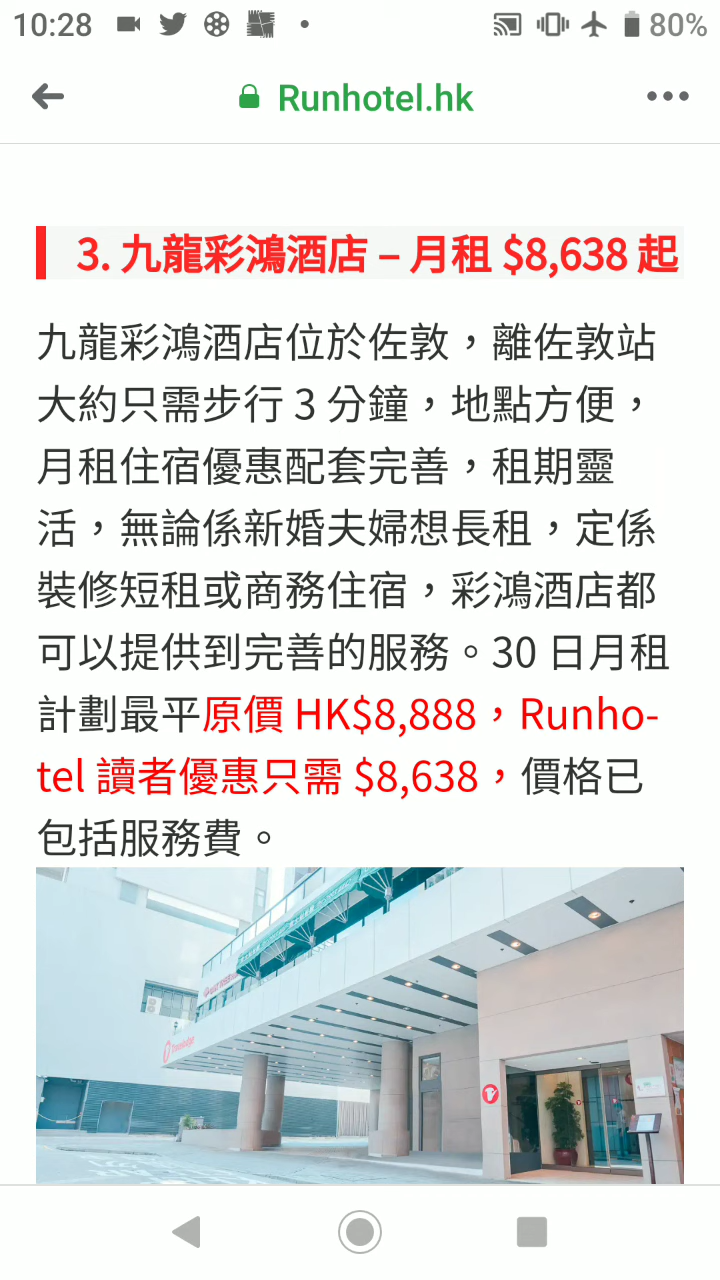 10:28
80%
Runhotel.hk
3. 九龍彩鴻酒店 – 月租 $8,638 起
九龍彩鴻酒店位於佐敦，離佐敦站
大約只需步行 3 分鐘，地點方便，
月租住宿優惠配套完善，租期靈
活，無論係新婚夫婦想長租，定係
裝修短租或商務住宿，彩鴻酒店都
可以提供到完善的服務。30 日月租
計劃最平原價 HK$8,888，Runho-
tel 讀者優惠只需 $8,638，價格已
包括服務費。